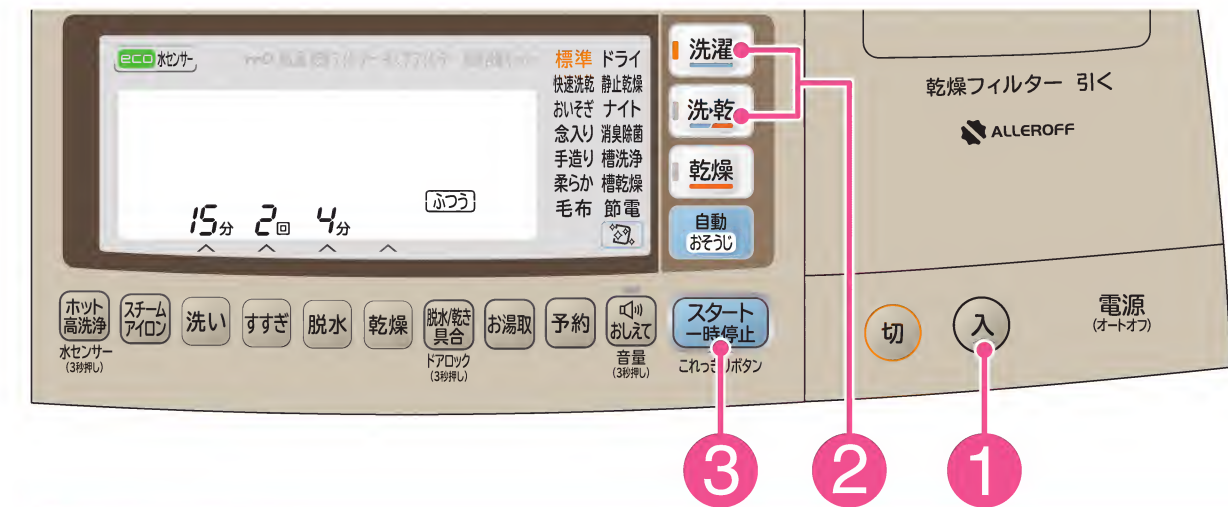 eco 水センサー
標準 ドライ
快速洗乾 静止乾燥
おいそぎ ナイト
念入り 消臭除菌
手造り 槽洗浄
柔らか 槽乾燥
毛布 節電
15分 2回 4分 ふつう
洗濯
洗・乾
乾燥
自動
おそうじ
乾燥フィルター 引く
ALLEROFF
ホット
高洗浄
水センサー
(3秒押し)
スチーム
アイロン
洗い
すすぎ
脱水
乾燥
脱水/乾き
具合
ドアロック
(3秒押し)
お湯取
予約
おしえて
音量
(3秒押し)
スタート
一時停止
これっきりボタン
切
入
電源
(オートオフ)
3
2
1